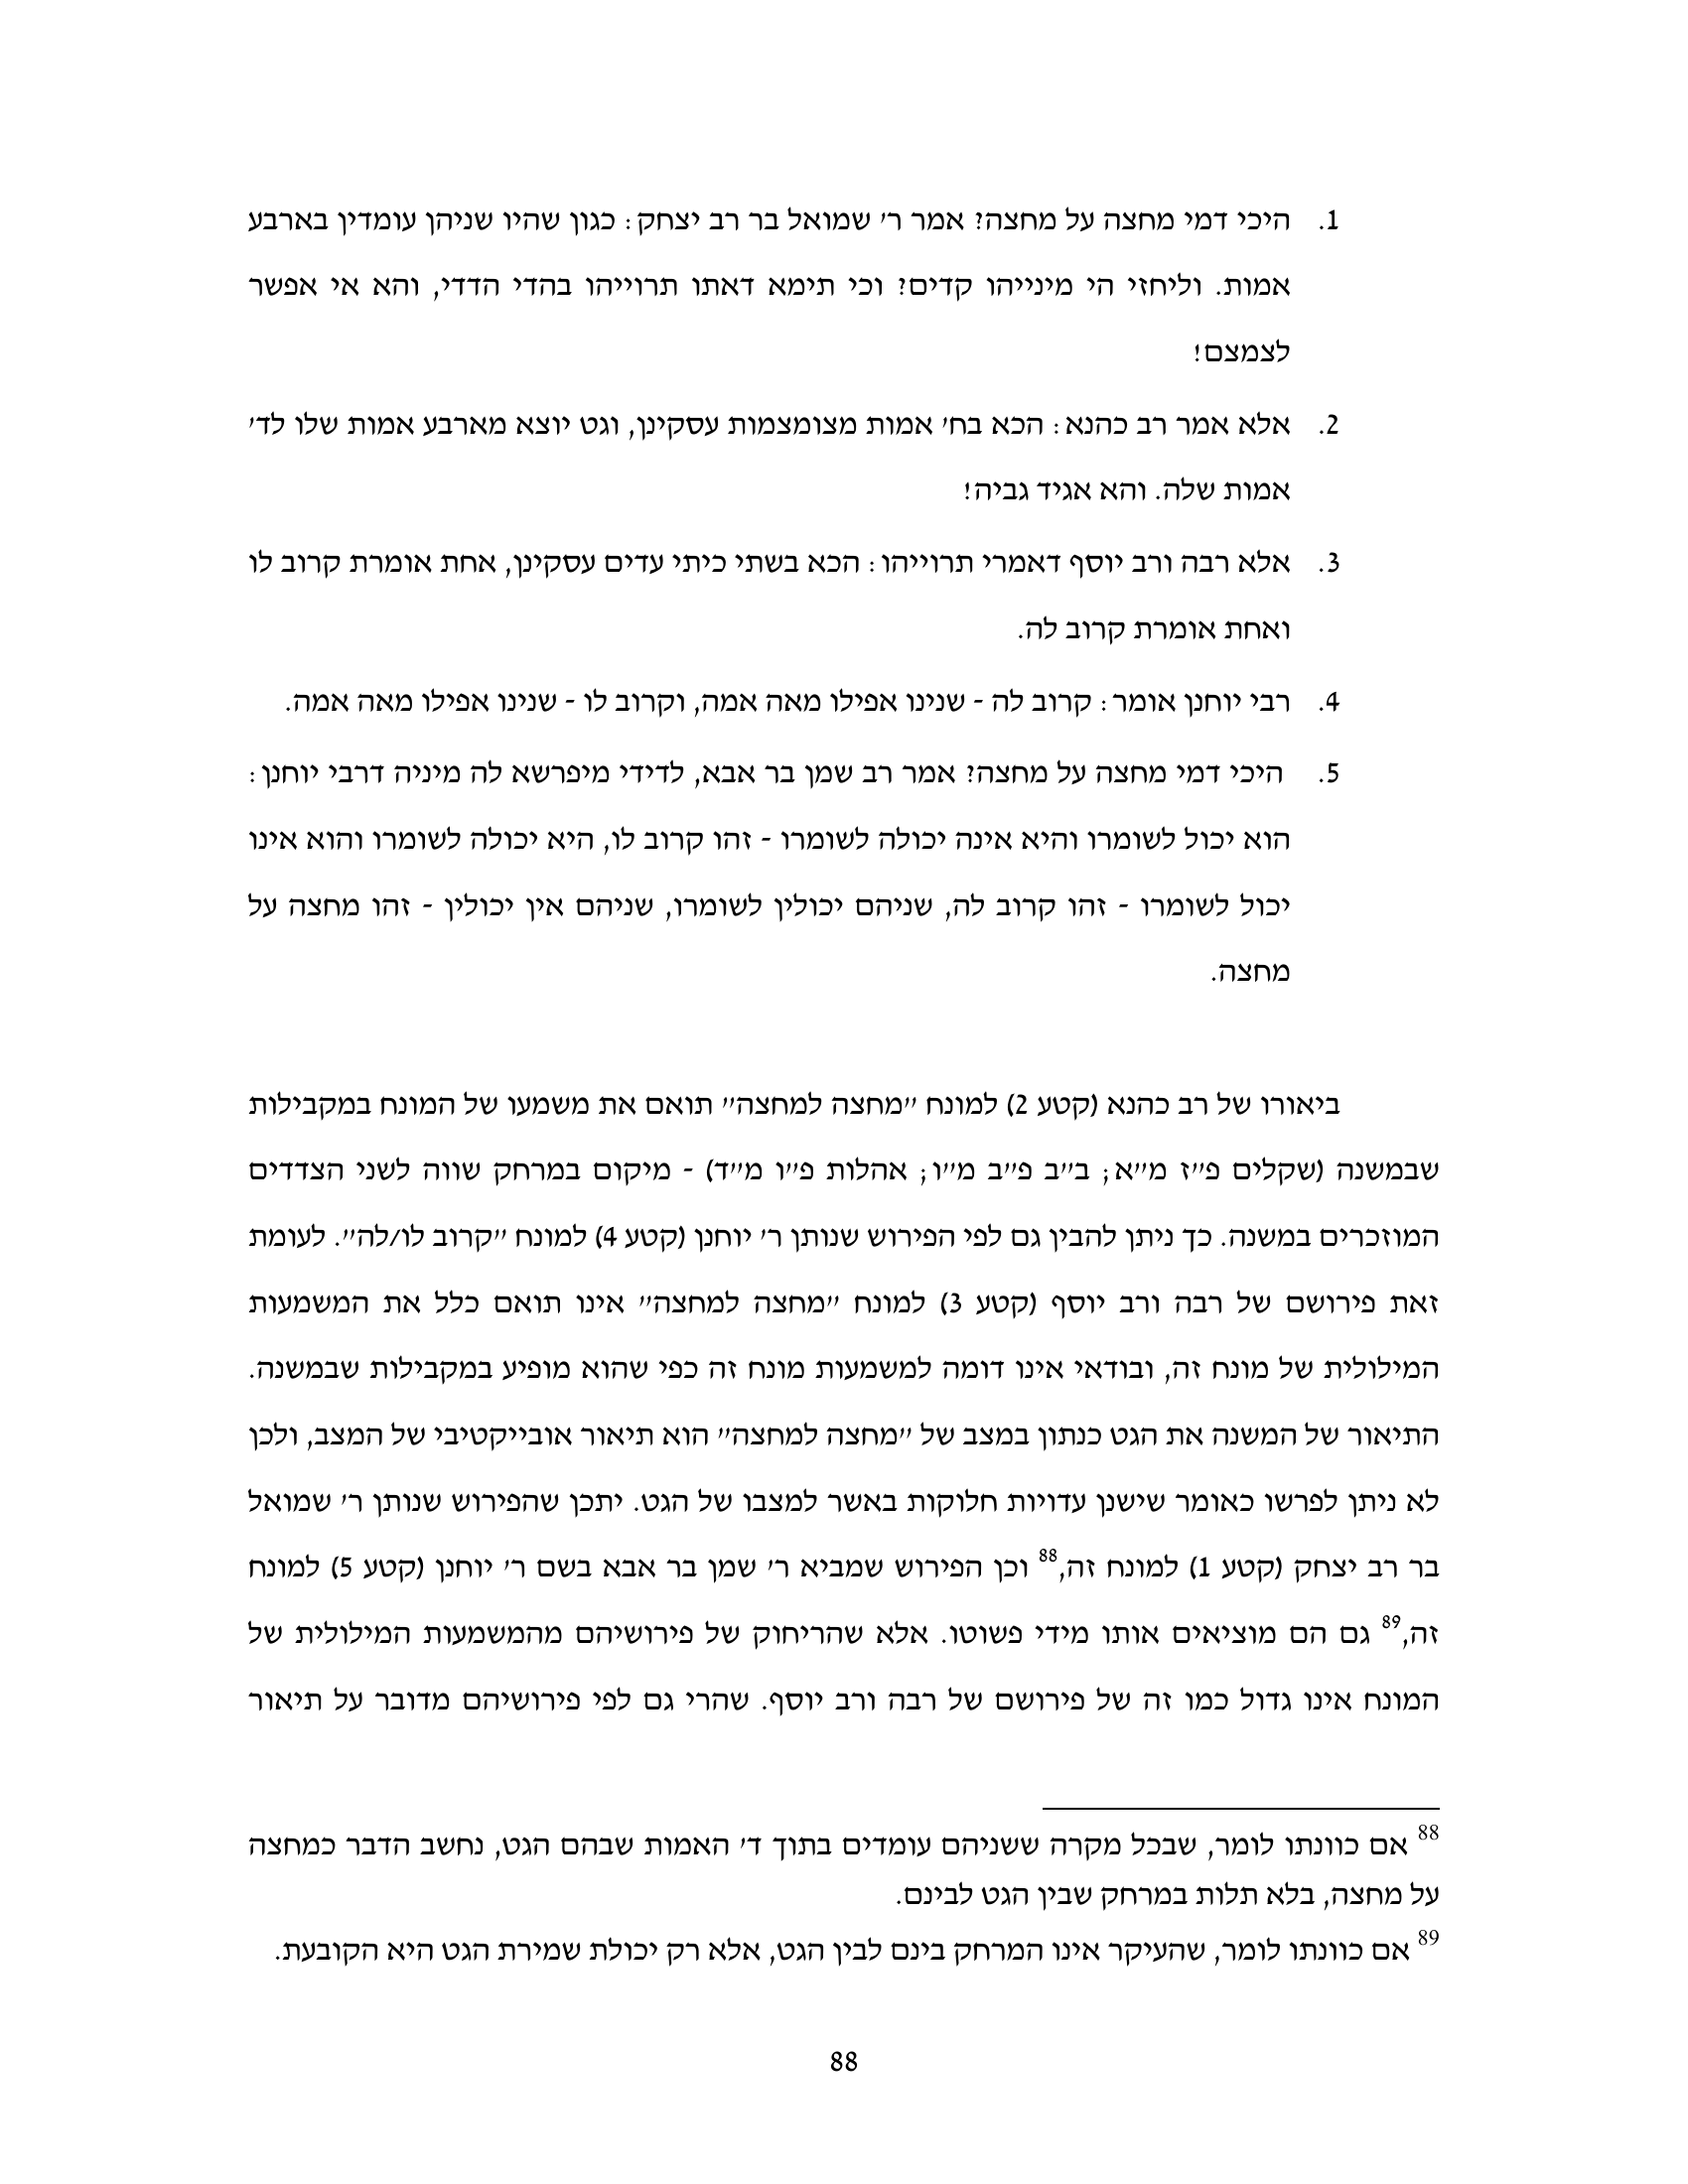 1. היכי דמי מחצה על מחצה? אמר ר' שמואל בר רב יצחק: כגון שהיו שניהן עומדין בארבע
אמות. וליחזי הי מינייהו קדים? וכי תימא דאתו תרוייהו בהדי הדדי, והא אי אפשר
לצמצם!
2. אלא אמר רב כהנא: הכא בח' אמות מצומצמות עסקינן, וגט יוצא מארבע אמות שלו לד'
אמות שלה. והא אגיד גביה!
3. אלא רבה ורב יוסף דאמרי תרוייהו: הכא בשתי כיתי עדים עסקינן, אחת אומרת קרוב לו
ואחת אומרת קרוב לה.
4. רבי יוחנן אומר: קרוב לה - שנינו אפילו מאה אמה, וקרוב לו - שנינו אפילו מאה אמה.
5. היכי דמי מחצה על מחצה? אמר רב שמן בר אבא, לדידי מיפרשא לה מיניה דרבי יוחנן:
הוא יכול לשומרו והיא אינה יכולה לשומרו - זהו קרוב לו, היא יכולה לשומרו והוא אינו
יכול לשומרו - זהו קרוב לה, שניהם יכולין לשומרו, שניהם אין יכולין - זהו מחצה על
מחצה.
ביאורו של רב כהנא (קטע 2) למונח "מחצה למחצה" תואם את משמעו של המונח במקבילות
שבמשנה (שקלים פ"ז מ"א; ב"ב פ"ב מ"ו; אהלות פ"ו מ"ד) - מיקום במרחק שווה לשני הצדדים
המוזכרים במשנה. כך ניתן להבין גם לפי הפירוש שנותן ר' יוחנן (קטע 4) למונח "קרוב לו/לה". לעומת
זאת פירושם של רבה ורב יוסף (קטע 3) למונח "מחצה למחצה" אינו תואם כלל את המשמעות
המילולית של מונח זה, ובודאי אינו דומה למשמעות מונח זה כפי שהוא מופיע במקבילות שבמשנה.
התיאור של המשנה את הגט כנתון במצב של "מחצה למחצה" הוא תיאור אובייקטיבי של המצב, ולכן
לא ניתן לפרשו כאומר שישנן עדויות חלוקות באשר למצבו של הגט. יתכן שהפירוש שנותן ר' שמואל
בר רב יצחק (קטע 1) למונח זה,88 וכן הפירוש שמביא ר' שמן בר אבא בשם ר' יוחנן (קטע 5) למונח
זה,89 גם הם מוציאים אותו מידי פשוטו. אלא שהריחוק של פירושיהם מהמשמעות המילולית של
המונח אינו גדול כמו זה של פירושם של רבה ורב יוסף. שהרי גם לפי פירושיהם מדובר על תיאור
88 אם כוונתו לומר, שבכל מקרה ששניהם עומדים בתוך ד' האמות שבהם הגט, נחשב הדבר כמחצה
על מחצה, בלא תלות במרחק שבין הגט לבינם.
89 אם כוונתו לומר, שהעיקר אינו המרחק בינם לבין הגט, אלא רק יכולת שמירת הגט היא הקובעת.
88